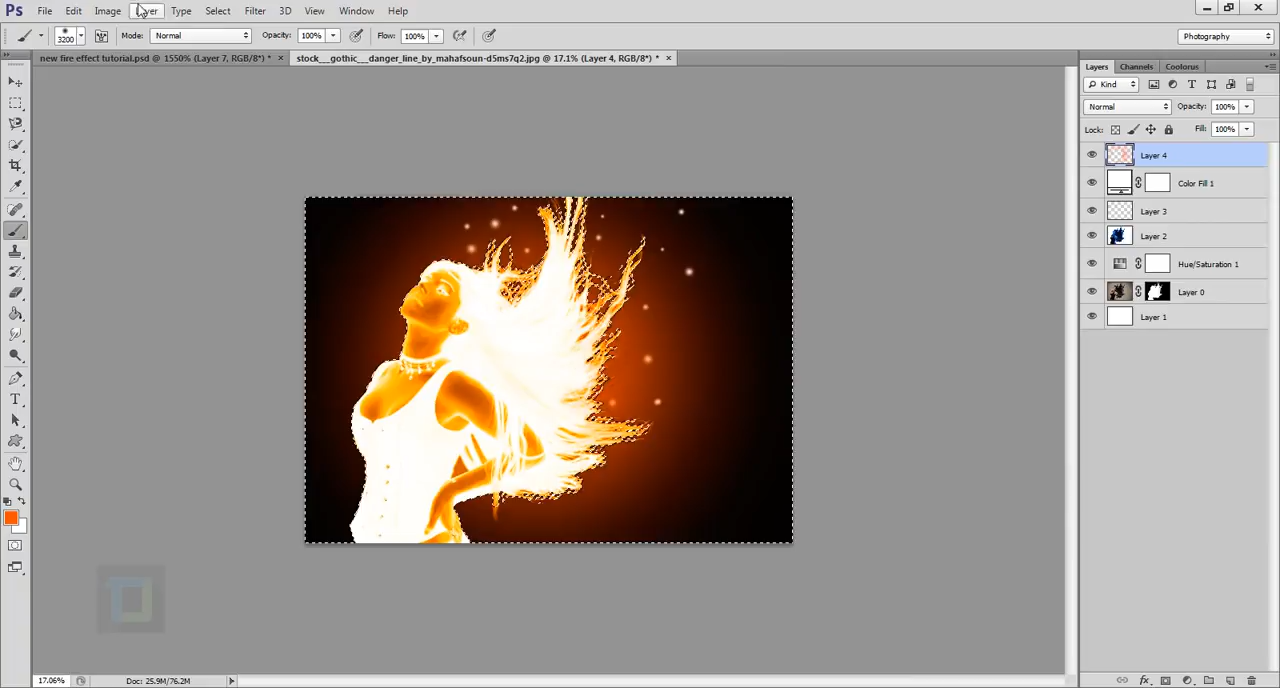 Ps File Edit Image Layer Type Select Filter 3D View Window Help
3200 Mode: Normal Opacity: 100% Flow: 100% Photography
new fire effect tutorial.psd @ 1550% (Layer 7, RGB/8*) * × stock___gothic___danger_line_by_mahafsoun-d5ms7q2.jpg @ 17.1% (Layer 4, RGB/8*) * ×
Layers Channels Coolorus
Kind
Normal Opacity: 100%
Lock: Fill: 100%
Layer 4
Color Fill 1
Layer 3
Layer 2
Hue/Saturation 1
Layer 0
Layer 1
17.06% Doc: 25.9M/76.2M